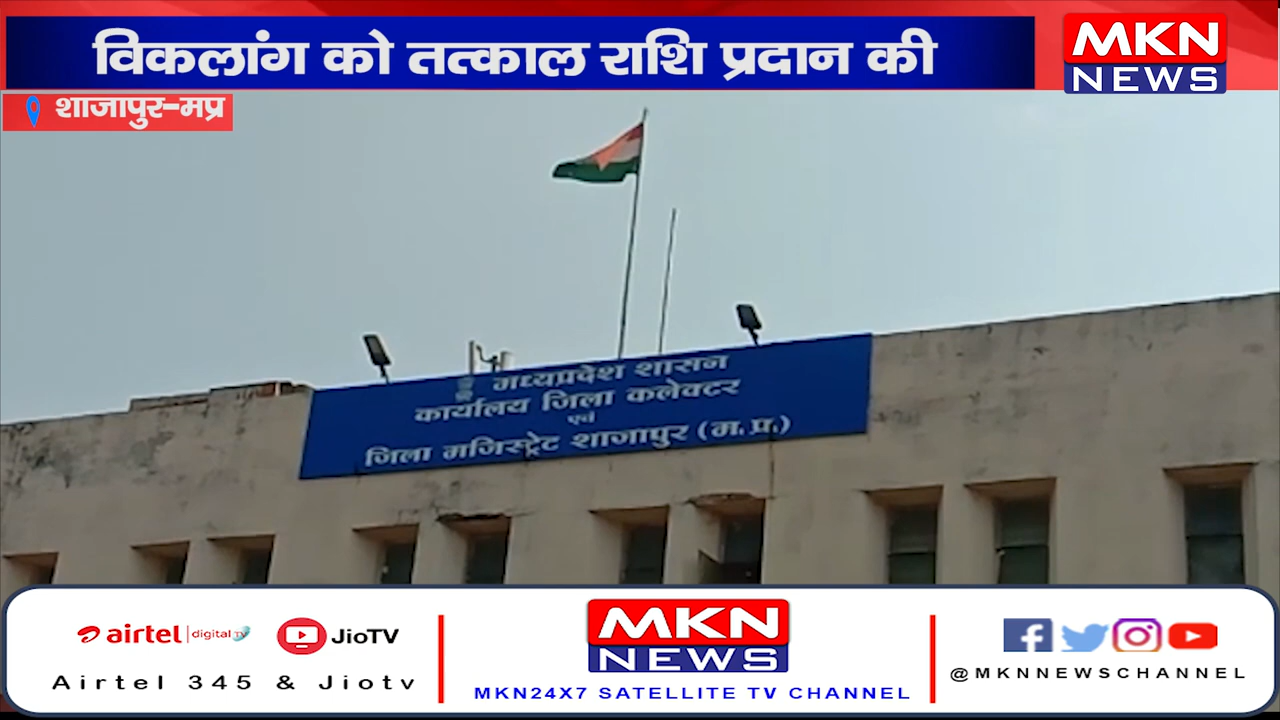 विकलांग को तत्काल राशि प्रदान की
MKN
NEWS
शाजापुर-मप्र
मध्यप्रदेश शासन
कार्यालय जिला कलेक्टर
एवं
जिला मजिस्ट्रेट शाजापुर (म.प्र.)
airtel digital TV
JioTV
Airtel 345 & Jiotv
MKN
NEWS
MKN24X7 SATELLITE TV CHANNEL
@MKNNEWSCHANNEL